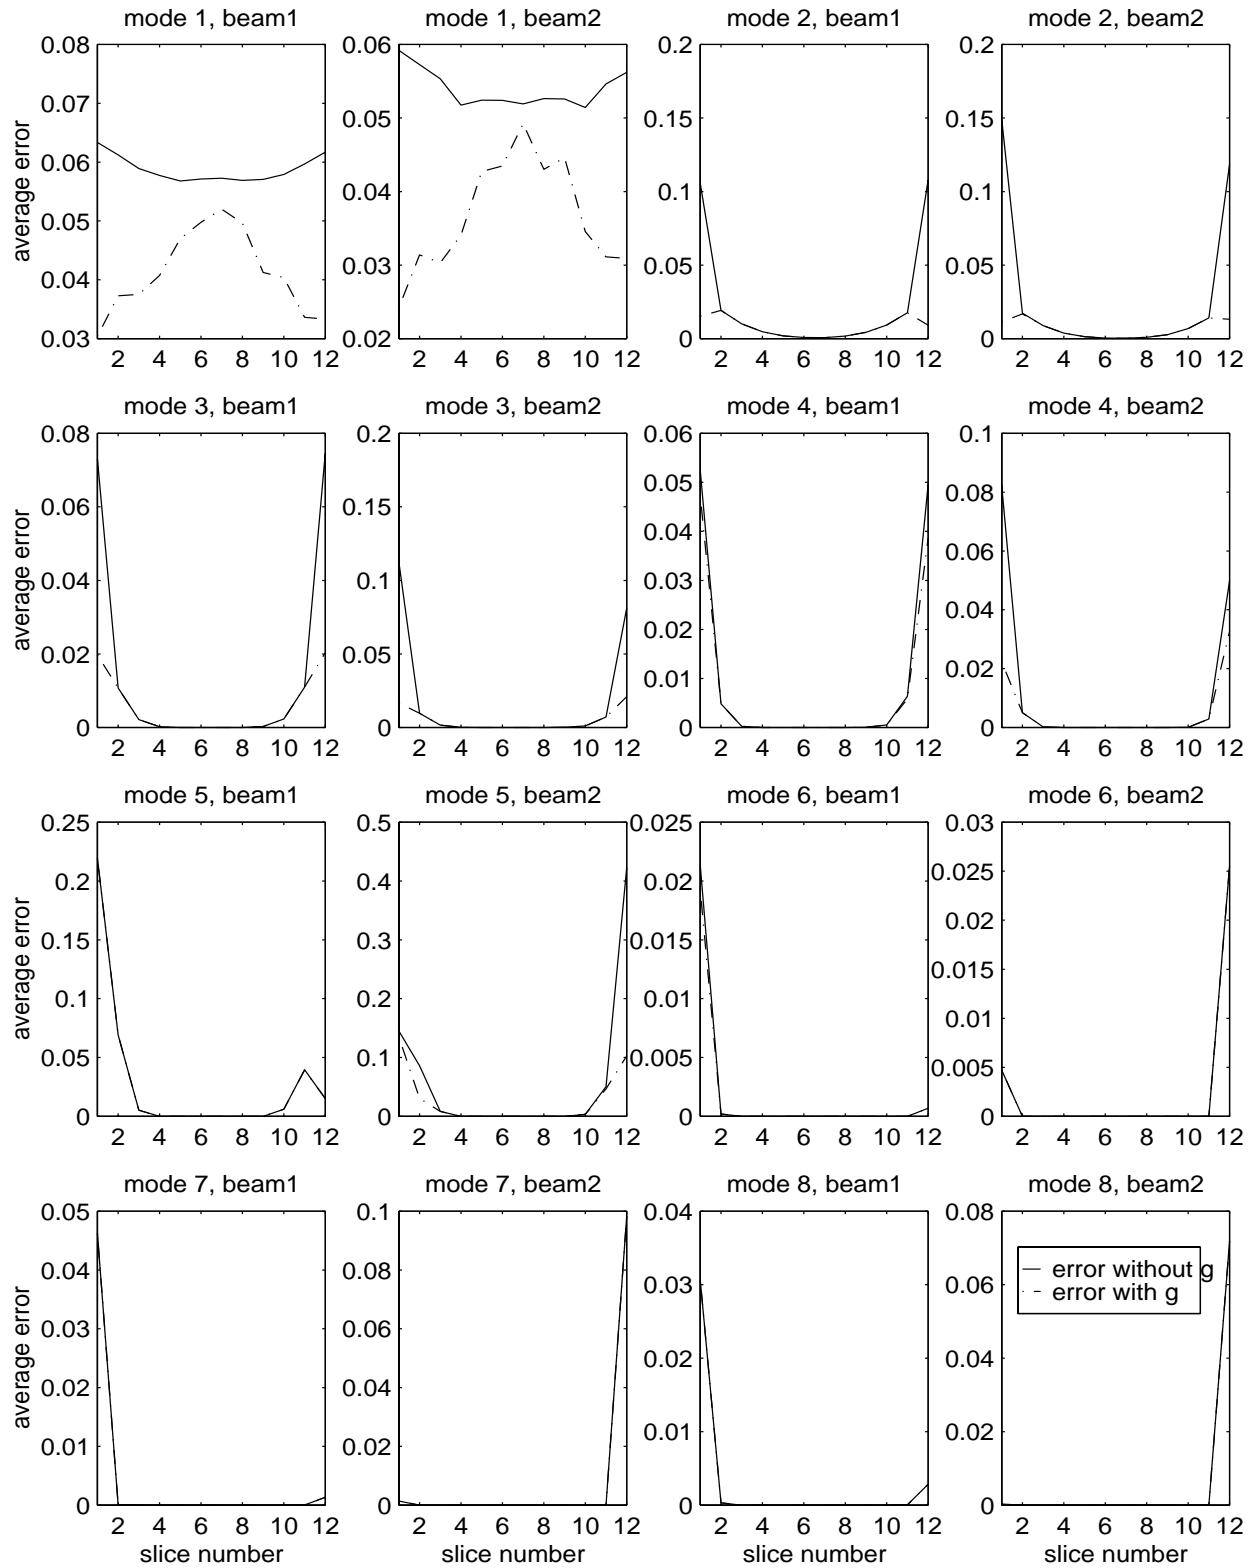 mode 1, beam1
mode 1, beam2
mode 2, beam1
mode 2, beam2
0.08
0.07
0.06
0.05
0.04
0.03
average error
2 4 6 8 10 12
0.06
0.05
0.04
0.03
0.02
2 4 6 8 10 12
0.2
0.15
0.1
0.05
0
2 4 6 8 10 12
0.2
0.15
0.1
0.05
0
2 4 6 8 10 12
mode 3, beam1
mode 3, beam2
mode 4, beam1
mode 4, beam2
0.08
0.06
0.04
0.02
0
average error
2 4 6 8 10 12
0.2
0.15
0.1
0.05
0
2 4 6 8 10 12
0.06
0.05
0.04
0.03
0.02
0.01
0
2 4 6 8 10 12
0.1
0.08
0.06
0.04
0.02
0
2 4 6 8 10 12
mode 5, beam1
mode 5, beam2
mode 6, beam1
mode 6, beam2
0.25
0.2
0.15
0.1
0.05
0
average error
2 4 6 8 10 12
0.5
0.4
0.3
0.2
0.1
0
2 4 6 8 10 12
0.025
0.02
0.015
0.01
0.005
0
2 4 6 8 10 12
0.03
0.025
0.02
0.015
0.01
0.005
0
2 4 6 8 10 12
mode 7, beam1
mode 7, beam2
mode 8, beam1
mode 8, beam2
0.05
0.04
0.03
0.02
0.01
0
average error
2 4 6 8 10 12
slice number
0.1
0.08
0.06
0.04
0.02
0
2 4 6 8 10 12
slice number
0.04
0.03
0.02
0.01
0
2 4 6 8 10 12
slice number
0.08
0.06
0.04
0.02
0
error without g
error with g
2 4 6 8 10 12
slice number